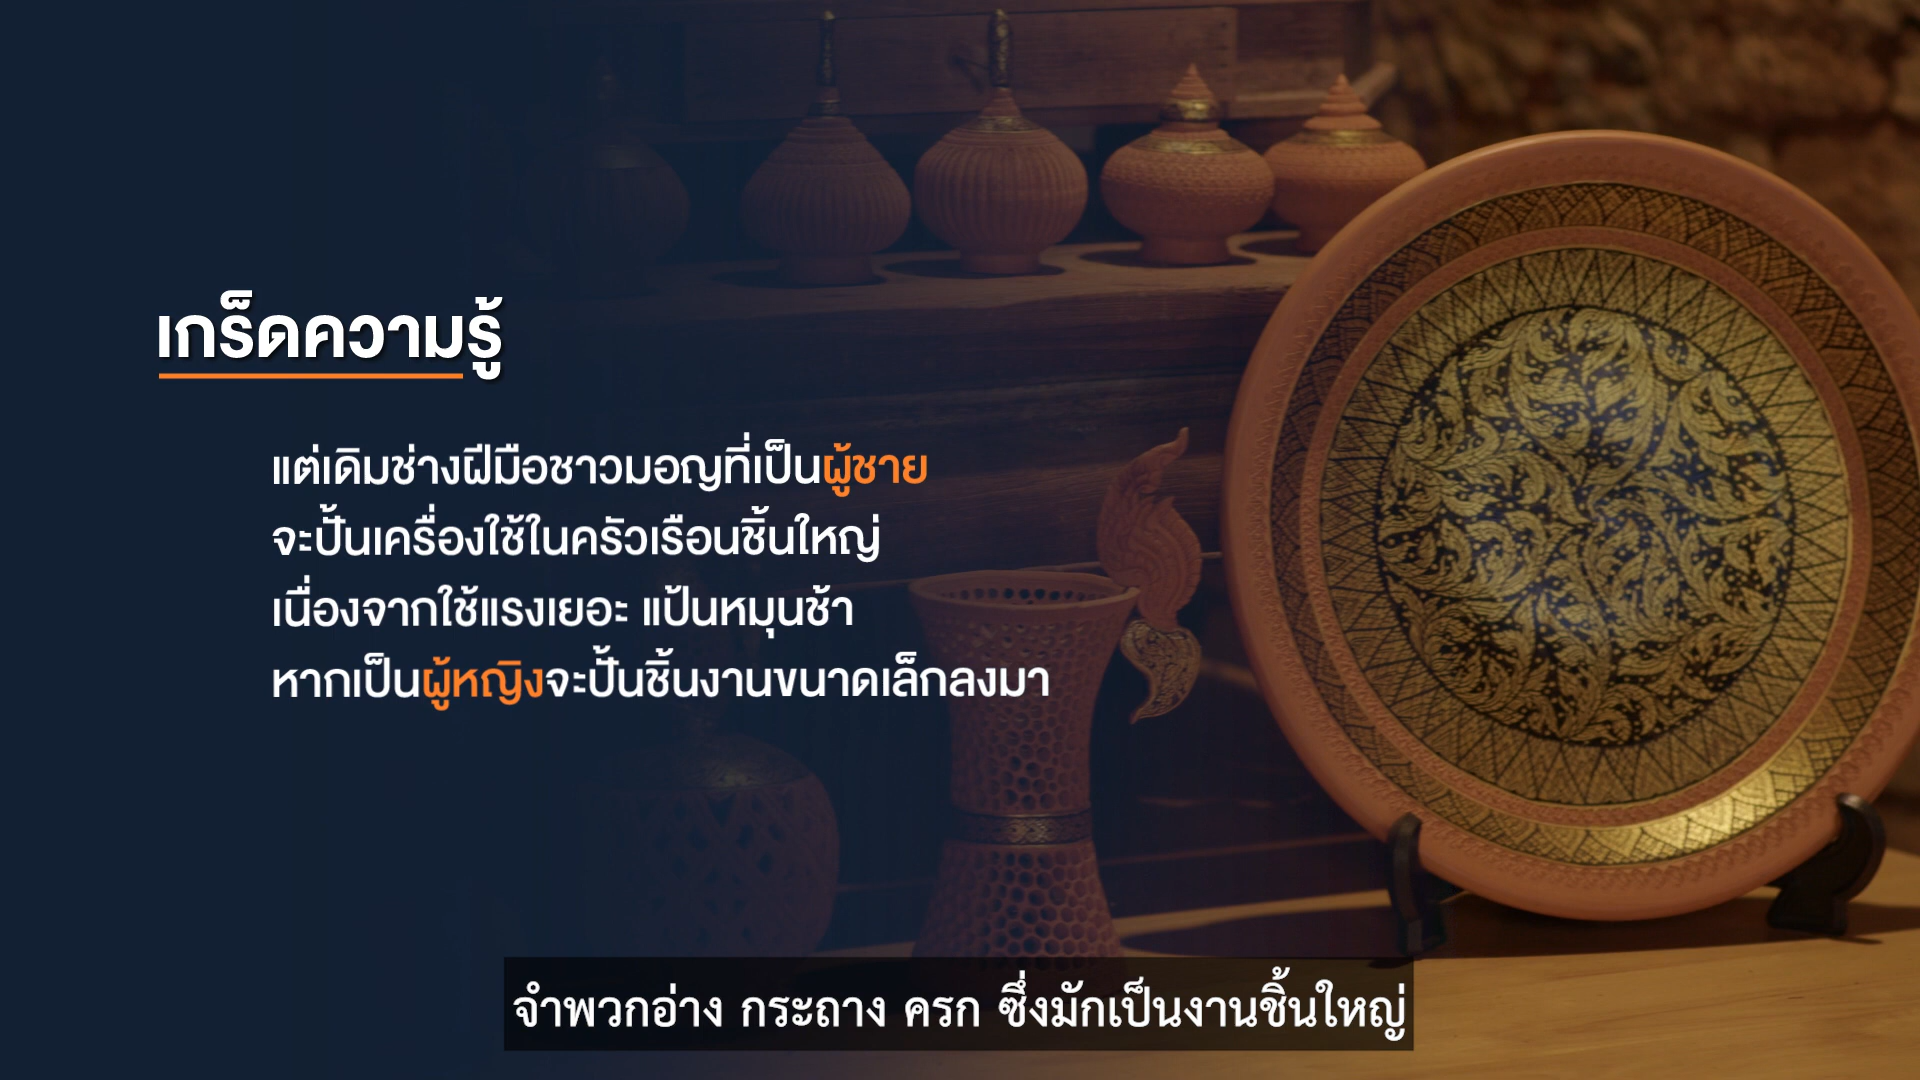 เกร็ดความรู้
แต่เดิมช่างฝีมือชาวมอญที่เป็นผู้ชาย
จะปั้นเครื่องใช้ในครัวเรือนชิ้นใหญ่
เนื่องจากใช้แรงเยอะ แป้นหมุนช้า
หากเป็นผู้หญิงจะปั้นชิ้นงานขนาดเล็กลงมา
จำพวกอ่าง กระถาง ครก ซึ่งมักเป็นงานชิ้นใหญ่